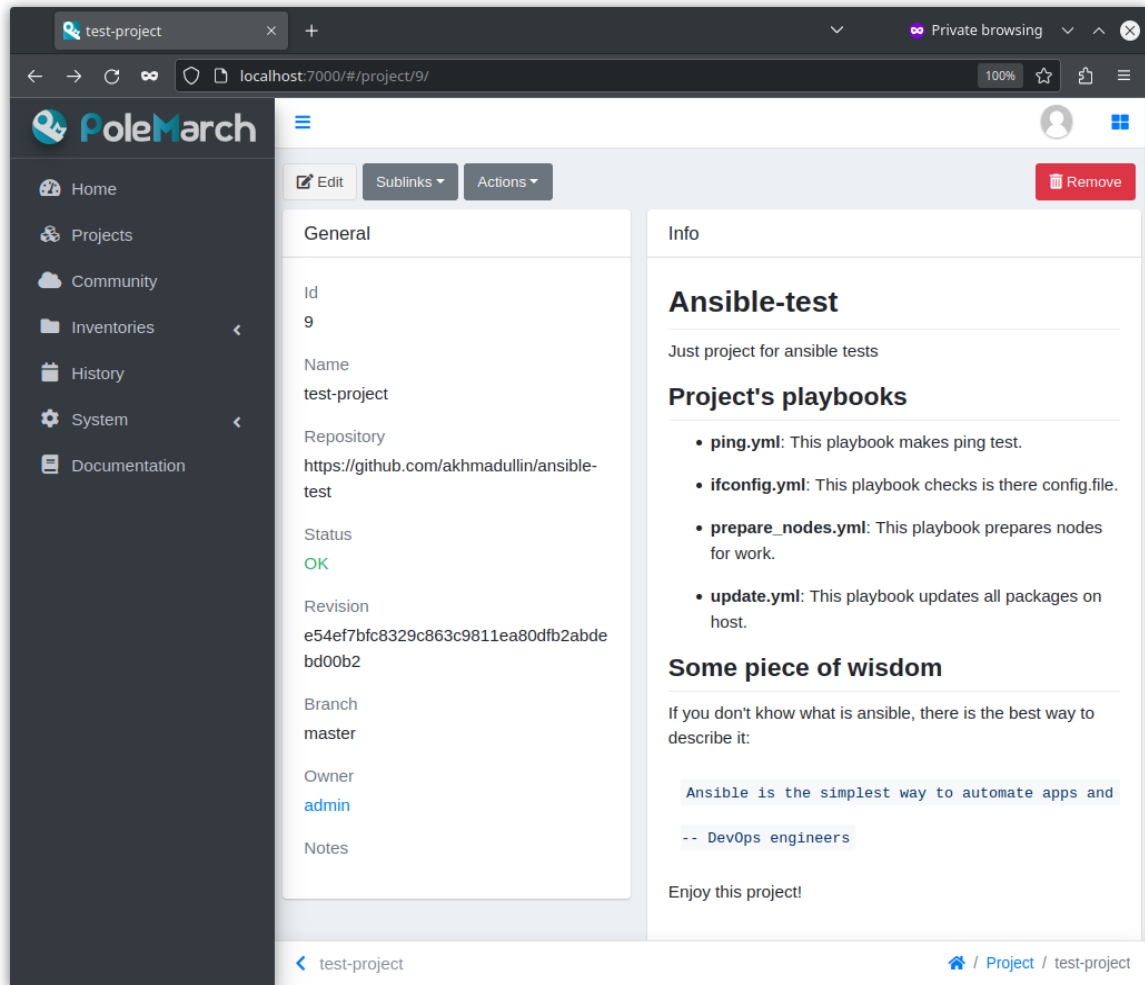 test-project
Private browsing
localhost:7000/#/project/9/
100%
PoleMarch
Home
Projects
Community
Inventories
History
System
Documentation
Edit
Sublinks
Actions
Remove
General
Id
9
Name
test-project
Repository
https://github.com/akhmadullin/ansible-
test
Status
OK
Revision
e54ef7bfc8329c863c9811ea80dfb2abde
bd00b2
Branch
master
Owner
admin
Notes
Info
Ansible-test
Just project for ansible tests
Project's playbooks
• ping.yml: This playbook makes ping test.
• ifconfig.yml: This playbook checks is there config.file.
• prepare_nodes.yml: This playbook prepares nodes
for work.
• update.yml: This playbook updates all packages on
host.
Some piece of wisdom
If you don't khow what is ansible, there is the best way to
describe it:
Ansible is the simplest way to automate apps and
-- DevOps engineers
Enjoy this project!
test-project
/ Project / test-project